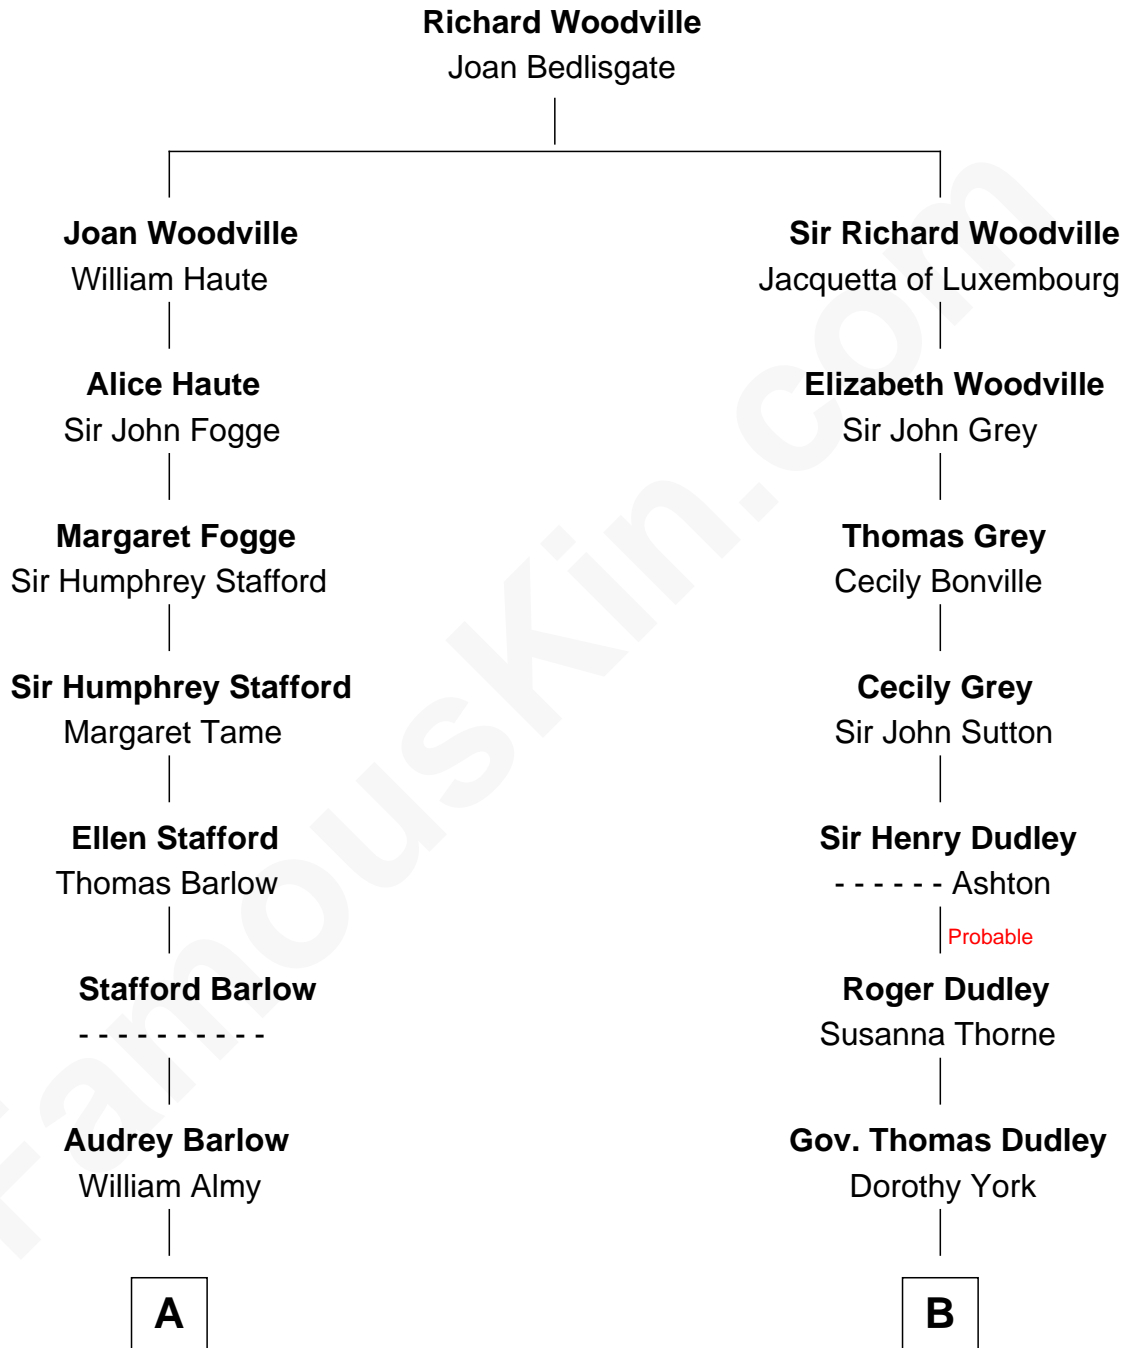 Richard Woodville
Joan Bedlisgate
Joan Woodville
William Haute
Sir Richard Woodville
Jacquetta of Luxembourg
Alice Haute
Sir John Fogge
Elizabeth Woodville
Sir John Grey
Margaret Fogge
Sir Humphrey Stafford
Thomas Grey
Cecily Bonville
Sir Humphrey Stafford
Margaret Tame
Cecily Grey
Sir John Sutton
Ellen Stafford
Thomas Barlow
Sir Henry Dudley
- - - - - - Ashton
Probable
Stafford Barlow
- - - - - - - - - -
Roger Dudley
Susanna Thorne
Audrey Barlow
William Almy
Gov. Thomas Dudley
Dorothy York
A
B
FamousKin.com